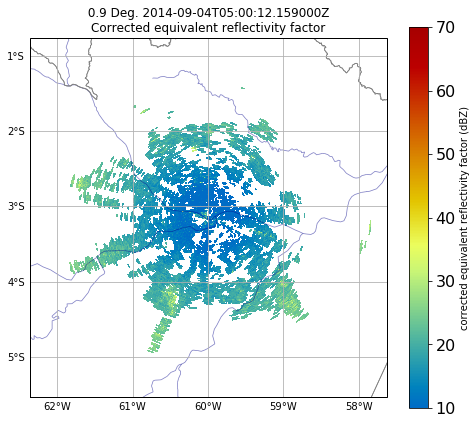 0.9 Deg. 2014-09-04T05:00:12.159000Z
Corrected equivalent reflectivity factor
1°S
2°S
3°S
4°S
5°S
62°W
61°W
60°W
59°W
58°W
70
60
50
40
30
20
10
corrected equivalent reflectivity factor (dBZ)